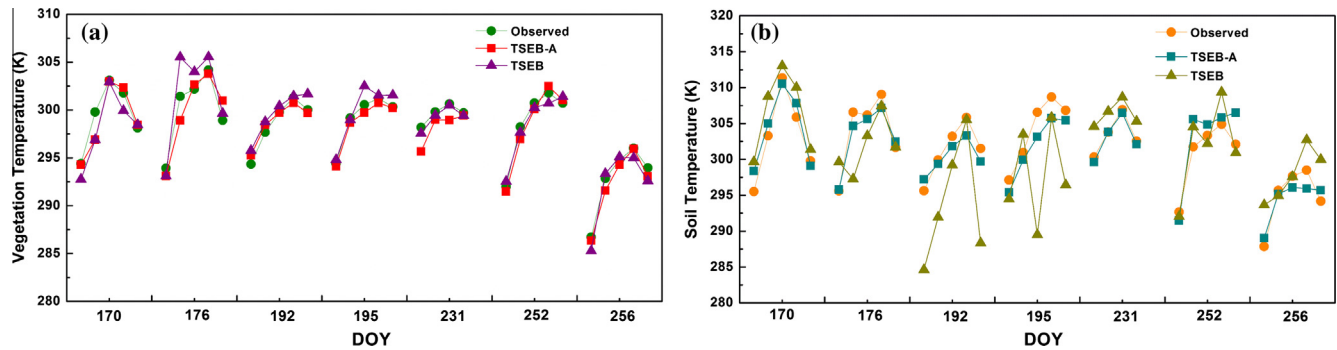 (a)
Observed
TSEB-A
TSEB
Vegetation Temperature (K)
310
305
300
295
290
285
280
170 176 192 195 231 252 256
DOY
(b)
Observed
TSEB-A
TSEB
Soil Temperature (K)
320
315
310
305
300
295
290
285
280
170 176 192 195 231 252 256
DOY